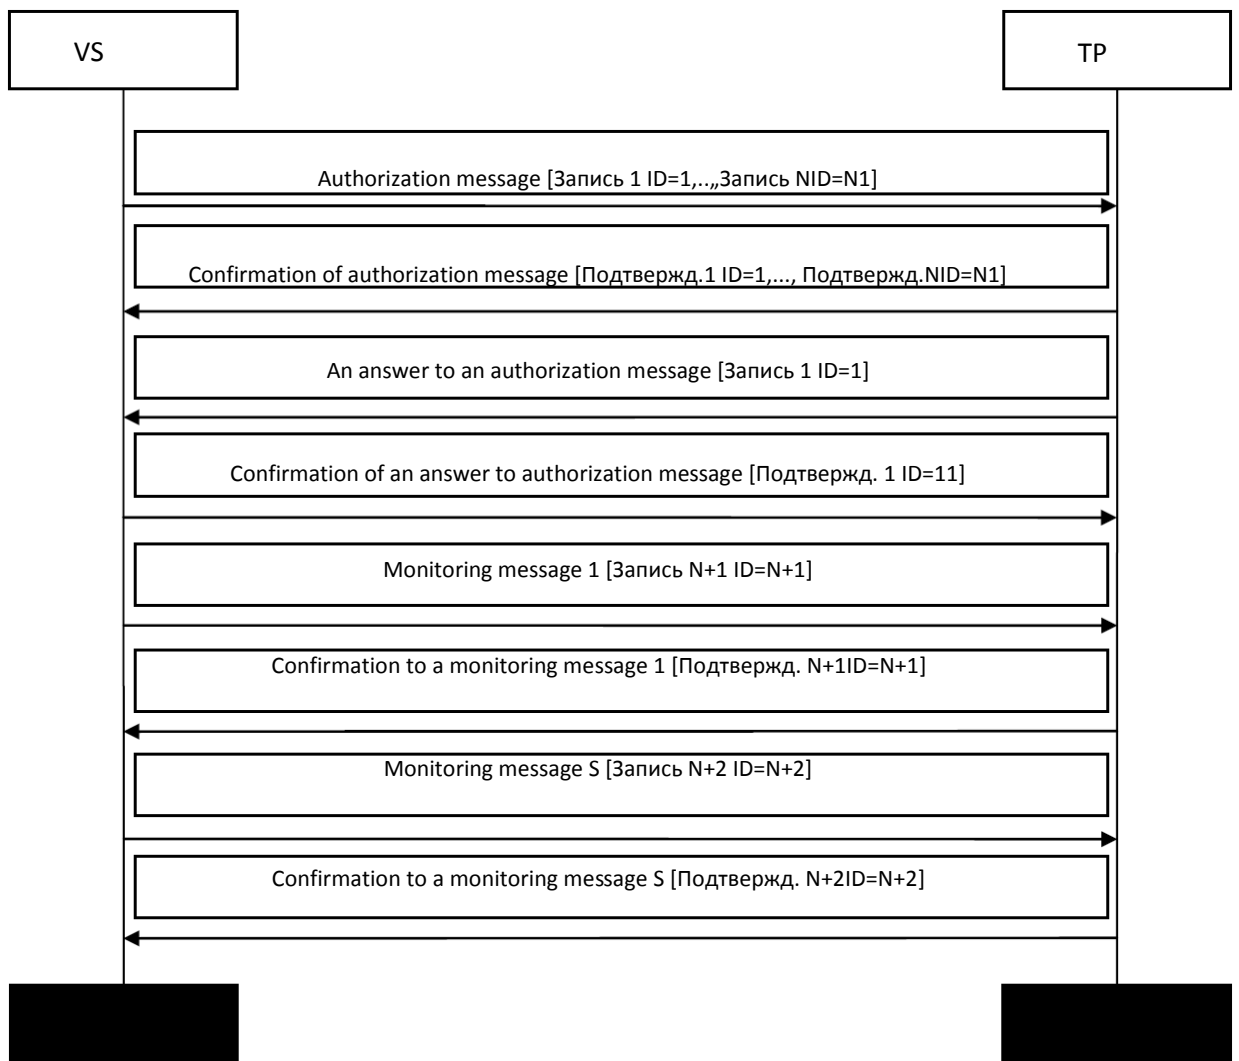 VS
TP
Authorization message [Запись 1 ID=1,..„Запись NID=N1]
Confirmation of authorization message [Подтвержд.1 ID=1,..., Подтвержд.NID=N1]
An answer to an authorization message [Запись 1 ID=1]
Confirmation of an answer to authorization message [Подтвержд. 1 ID=11]
Monitoring message 1 [Запись N+1 ID=N+1]
Confirmation to a monitoring message 1 [Подтвержд. N+1ID=N+1]
Monitoring message S [Запись N+2 ID=N+2]
Confirmation to a monitoring message S [Подтвержд. N+2ID=N+2]